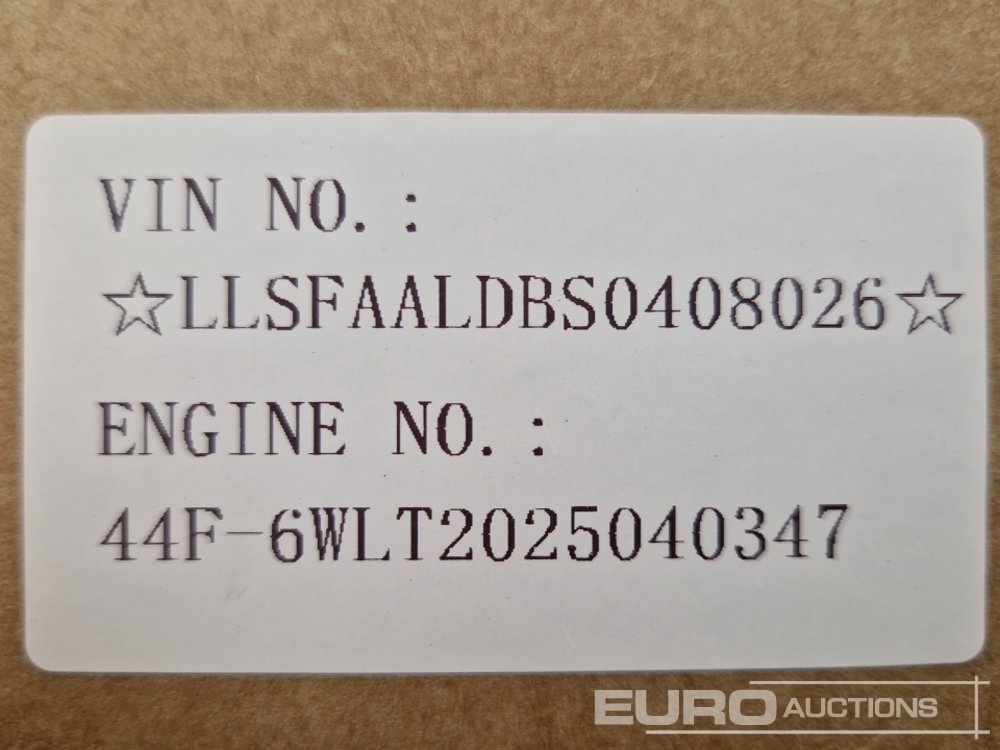 VIN NO.:
☆LLSFAALDBS0408026☆
ENGINE NO.:
44F-6WLT2025040347
EURO AUCTIONS